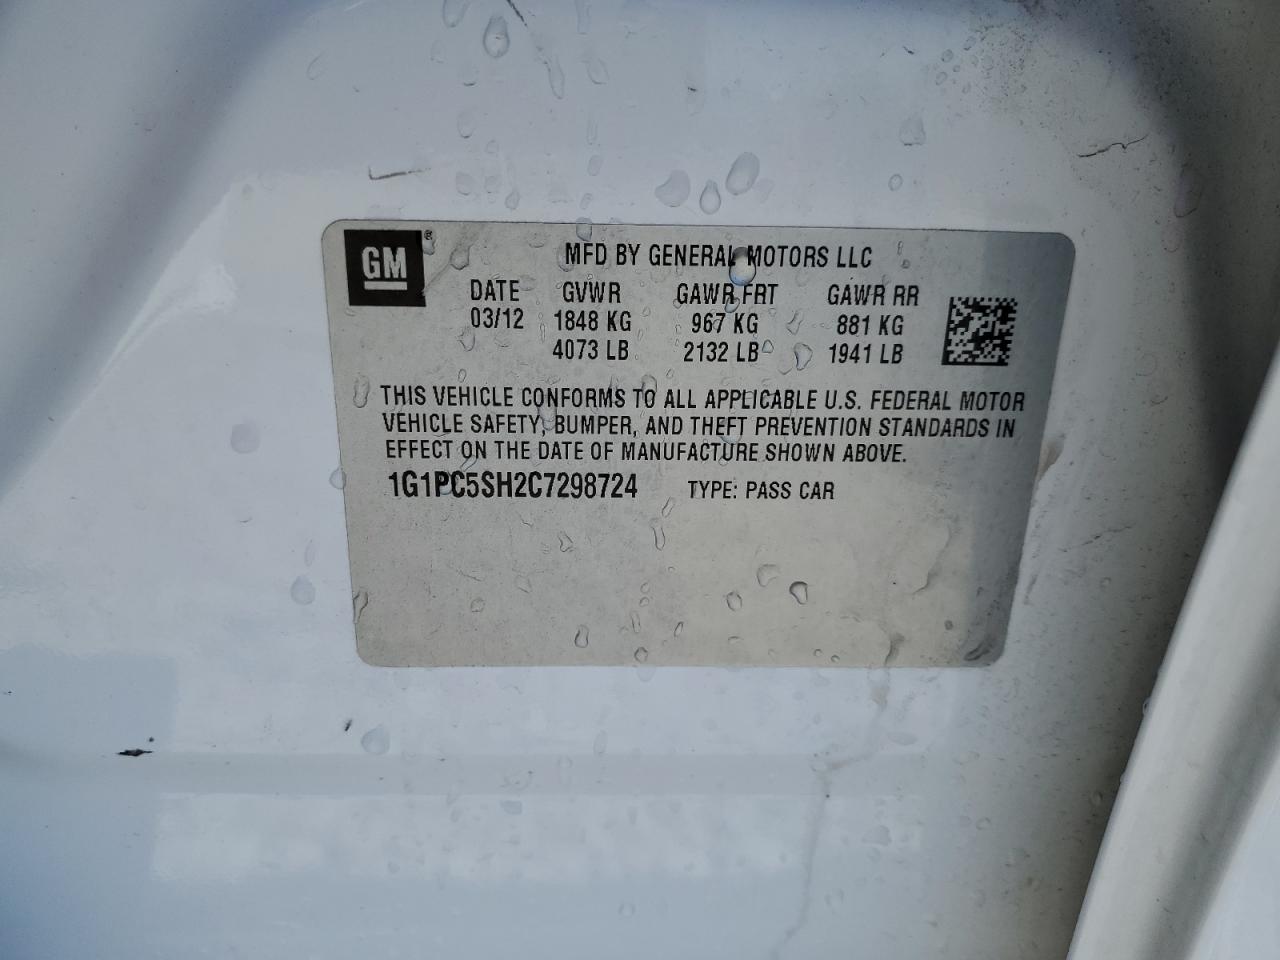 GM® MFD BY GENERAL MOTORS LLC
DATE GVWR GAWR FRT GAWR RR
03/12 1848 KG 967 KG 881 KG
4073 LB 2132 LB 1941 LB
THIS VEHICLE CONFORMS TO ALL APPLICABLE U.S. FEDERAL MOTOR
VEHICLE SAFETY, BUMPER, AND THEFT PREVENTION STANDARDS IN
EFFECT ON THE DATE OF MANUFACTURE SHOWN ABOVE.
1G1PC5SH2C7298724 TYPE: PASS CAR